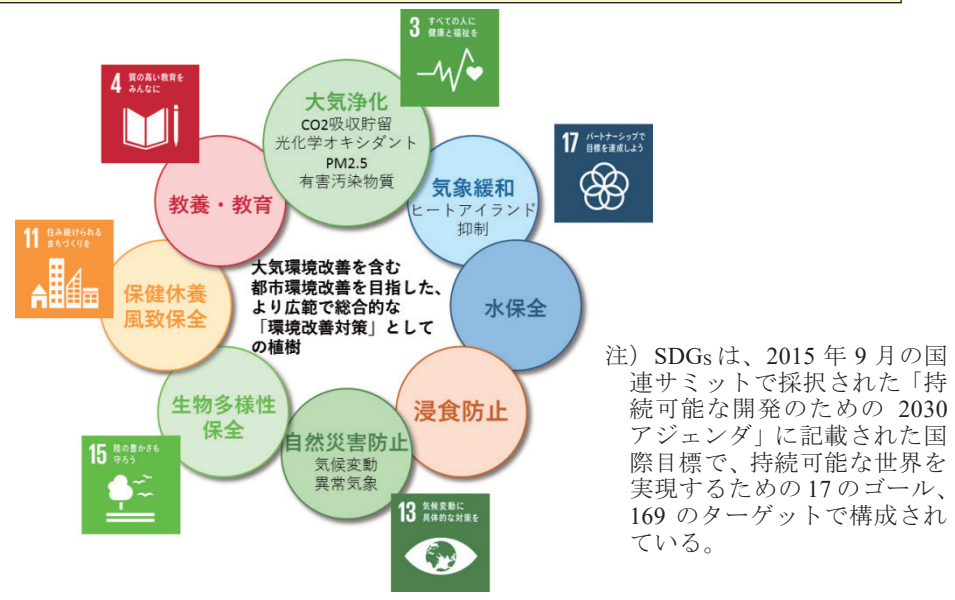 3 すべての人に
健康と福祉を
4 質の高い教育を
みんなに
大気浄化
CO2吸収貯留
光化学オキシダント
PM2.5
有害汚染物質
17 パートナーシップで
目標を達成しよう
気象緩和
ヒートアイランド
抑制
教養・教育
11 住み続けられる
まちづくりを
大気環境改善を含む
都市環境改善を目指した、
より広範で総合的な
「環境改善対策」として
の植樹
保健休養
風致保全
水保全
生物多様性
保全
浸食防止
自然災害防止
気候変動
異常気象
15 陸の豊かさも
守ろう
13 気候変動に
具体的な対策を
注）SDGsは、2015年9月の国
連サミットで採択された「持
続可能な開発のための 2030
アジェンダ」に記載された国
際目標で、持続可能な世界を
実現するための17のゴール、
169 のターゲットで構成され
ている。